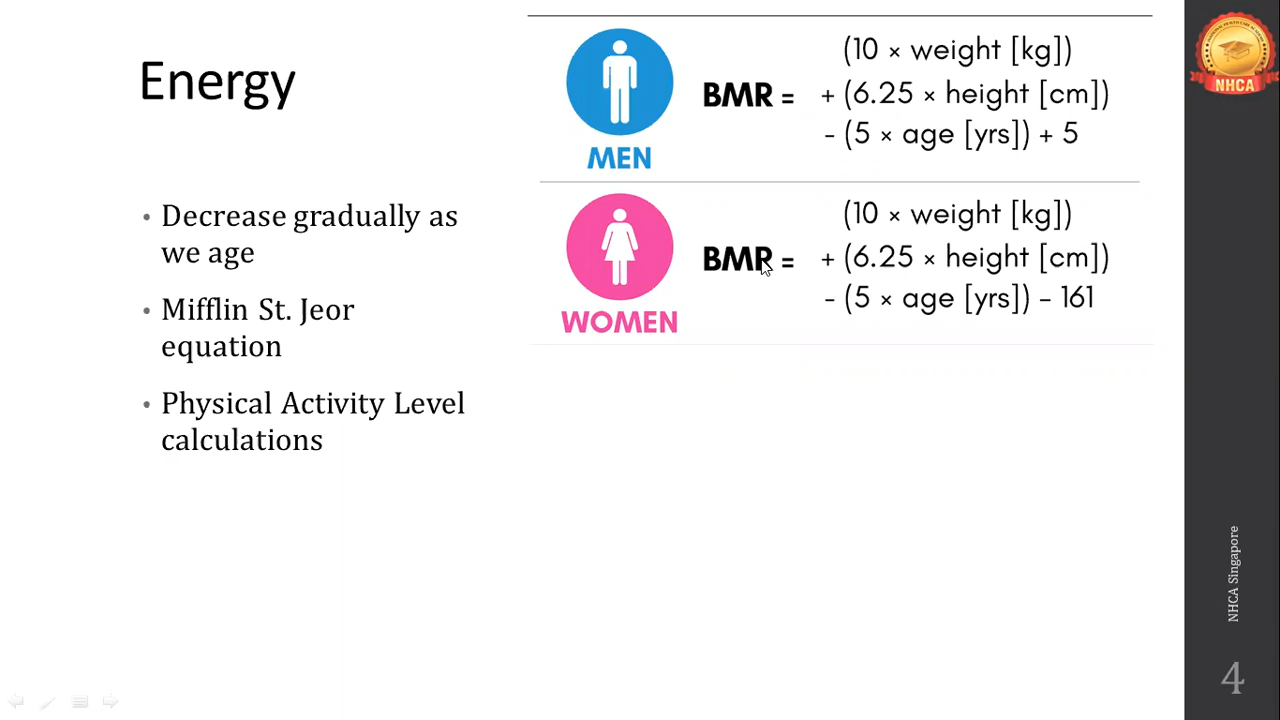 Energy
• Decrease gradually as
we age
• Mifflin St. Jeor
equation
• Physical Activity Level
calculations
MEN
BMR =
(10 × weight [kg])
+ (6.25 × height [cm])
- (5 × age [yrs]) + 5
WOMEN
BMR =
(10 × weight [kg])
+ (6.25 × height [cm])
- (5 × age [yrs]) – 161
NHCA
NHCA Singapore
4